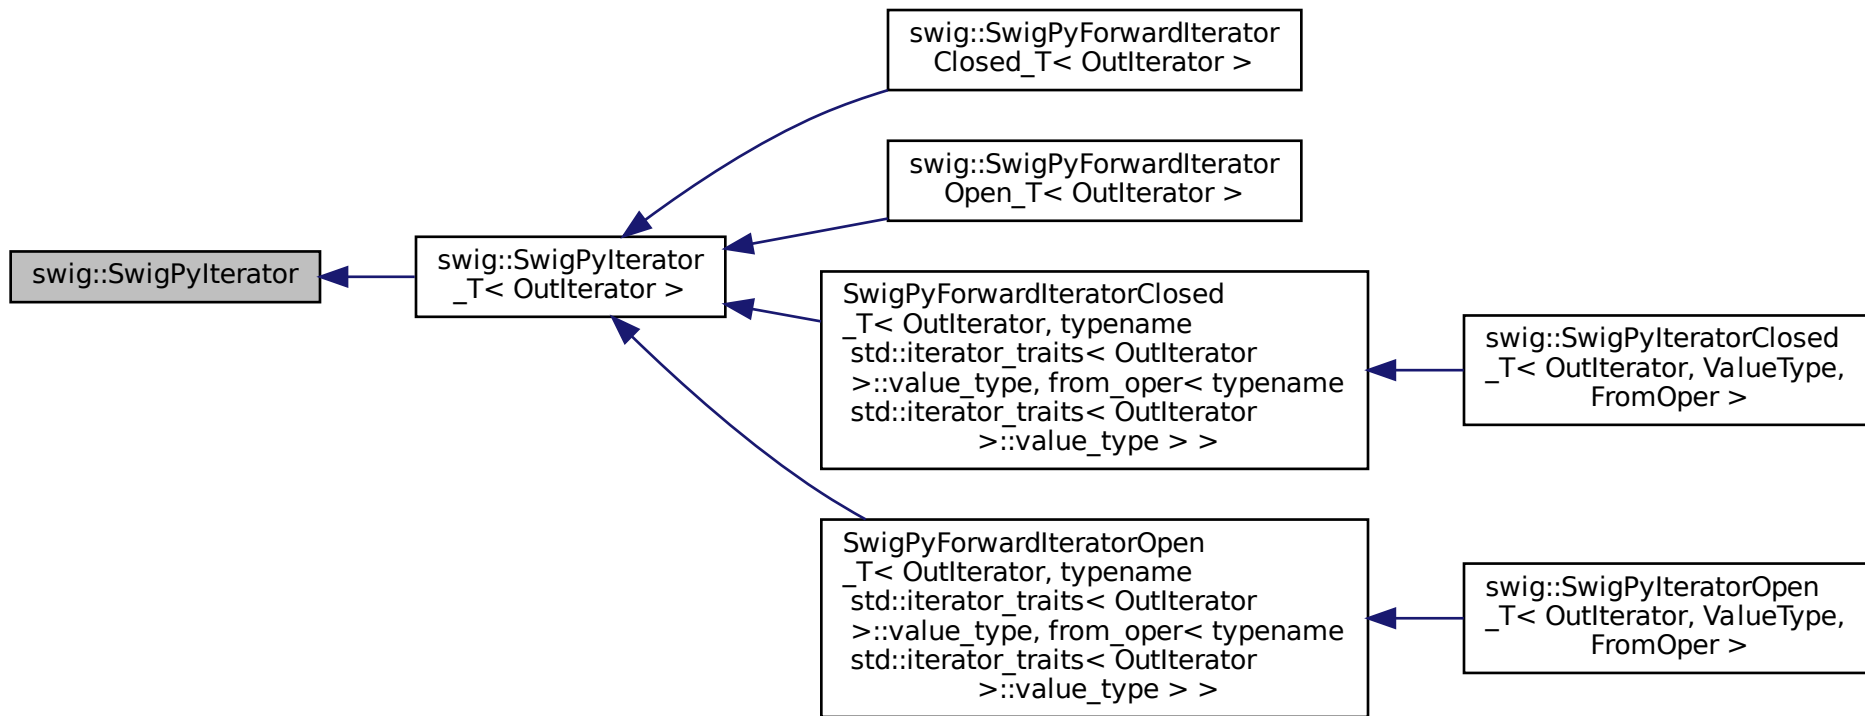 swig::SwigPyIterator
swig::SwigPyIterator
_T< OutIterator >
swig::SwigPyForwardIterator
Closed_T< OutIterator >
swig::SwigPyForwardIterator
Open_T< OutIterator >
SwigPyForwardIteratorClosed
_T< OutIterator, typename
std::iterator_traits< OutIterator
>::value_type, from_oper< typename
std::iterator_traits< OutIterator
>::value_type > >
SwigPyForwardIteratorOpen
_T< OutIterator, typename
std::iterator_traits< OutIterator
>::value_type, from_oper< typename
std::iterator_traits< OutIterator
>::value_type > >
swig::SwigPyIteratorClosed
_T< OutIterator, ValueType,
FromOper >
swig::SwigPyIteratorOpen
_T< OutIterator, ValueType,
FromOper >